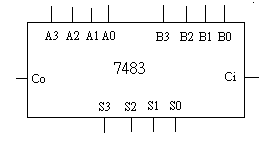 A3 A2 A1 A0 B3 B2 B1 B0
7483
Co Ci
S3 S2 S1 S0